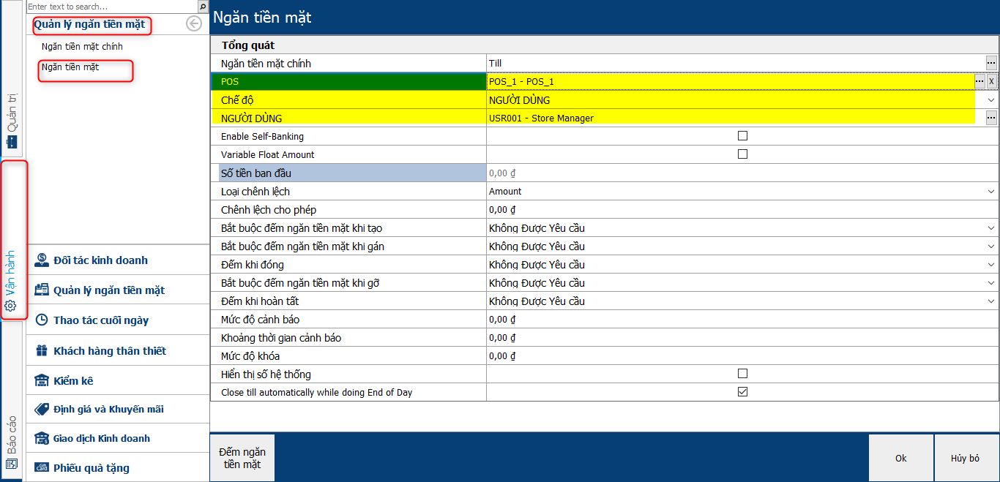 Enter text to search...
Quản lý ngăn tiền mặt
Ngăn tiền mặt chính
Ngăn tiền mặt
Quản trị
Vận hành
Báo cáo
Đối tác kinh doanh
Quản lý ngăn tiền mặt
Thao tác cuối ngày
Khách hàng thân thiết
Kiểm kê
Định giá và Khuyến mãi
Giao dịch Kinh doanh
Phiếu quà tặng
Ngăn tiền mặt
Tổng quát
Ngăn tiền mặt chính Till ...
POS POS_1 - POS_1 ... X
Chế độ NGƯỜI DÙNG
NGƯỜI DÙNG USR001 - Store Manager ...
Enable Self-Banking
Variable Float Amount
Số tiền ban đầu 0,00 ₫
Loại chênh lệch Amount
Chênh lệch cho phép 0,00 ₫
Bắt buộc đếm ngăn tiền mặt khi tạo Không Được Yêu cầu
Bắt buộc đếm ngăn tiền mặt khi gán Không Được Yêu cầu
Đếm khi đóng Không Được Yêu cầu
Bắt buộc đếm ngăn tiền mặt khi gỡ Không Được Yêu cầu
Đếm khi hoàn tất Không Được Yêu cầu
Mức độ cảnh báo 0,00 ₫
Khoảng thời gian cảnh báo 0,00 ₫
Mức độ khóa 0,00 ₫
Hiển thị số hệ thống
Close till automatically while doing End of Day
Đếm ngăn
tiền mặt
Ok
Hủy bỏ